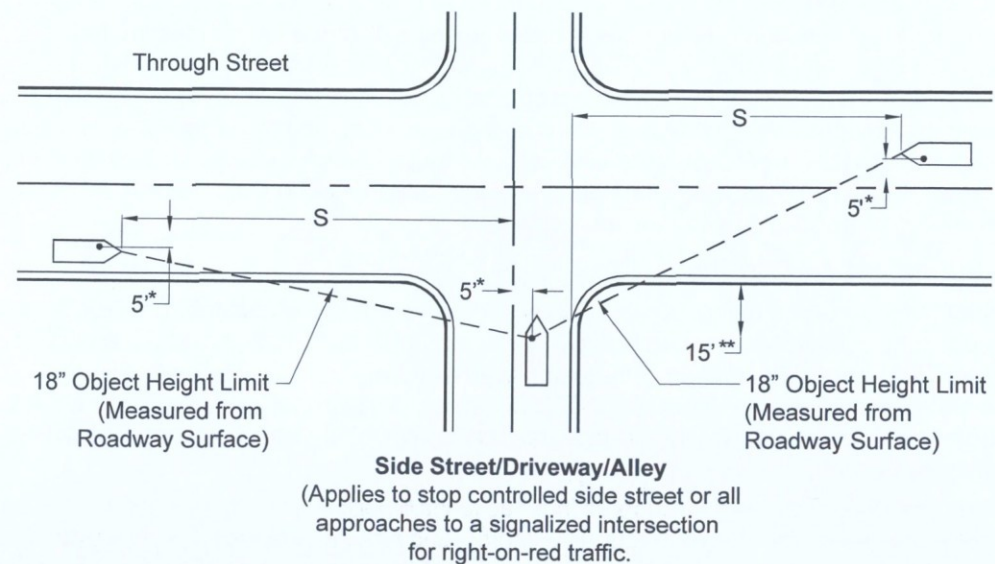 Through Street
S
S
5'*
5'*
5'*
15' **
18” Object Height Limit
(Measured from
Roadway Surface)
18” Object Height Limit
(Measured from
Roadway Surface)
Side Street/Driveway/Alley
(Applies to stop controlled side street or all
approaches to a signalized intersection
for right-on-red traffic.